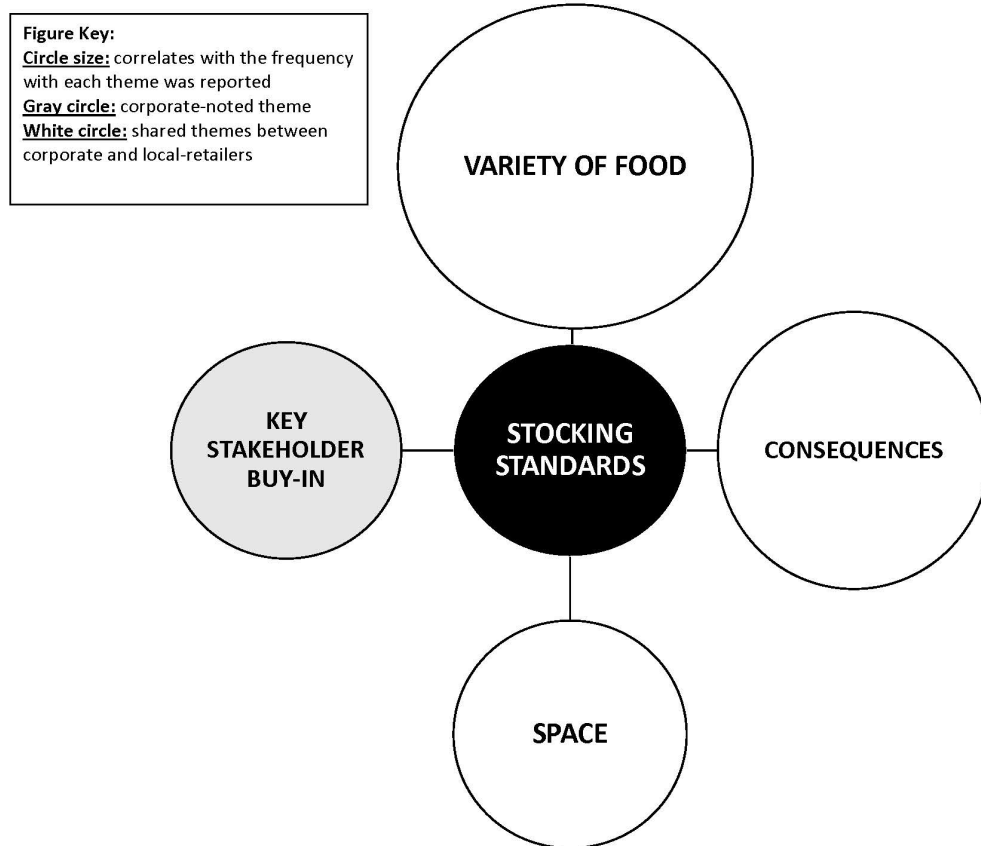 Figure Key:
Circle size: correlates with the frequency
with each theme was reported
Gray circle: corporate-noted theme
White circle: shared themes between
corporate and local-retailers
VARIETY OF FOOD
KEY
STAKEHOLDER
BUY-IN
STOCKING
STANDARDS
CONSEQUENCES
SPACE